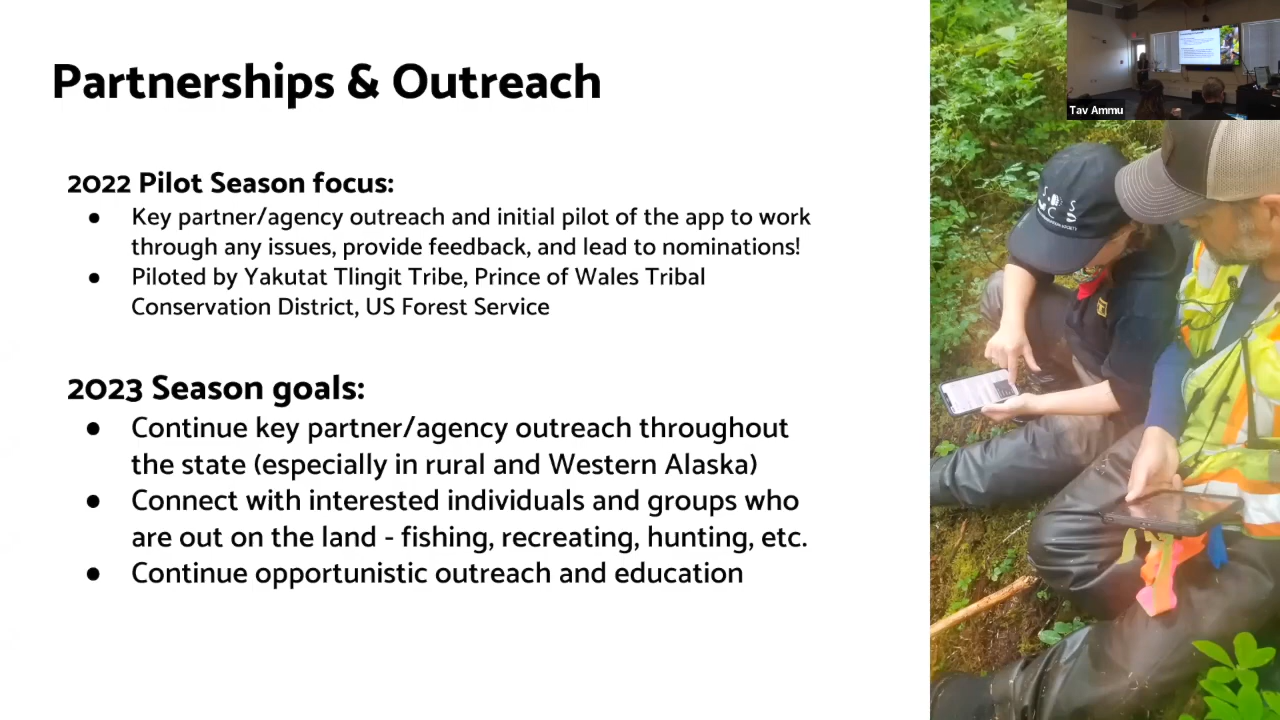 Partnerships & Outreach
Tav Ammu
2022 Pilot Season focus:
● Key partner/agency outreach and initial pilot of the app to work
through any issues, provide feedback, and lead to nominations!
● Piloted by Yakutat Tlingit Tribe, Prince of Wales Tribal
Conservation District, US Forest Service
2023 Season goals:
● Continue key partner/agency outreach throughout
the state (especially in rural and Western Alaska)
● Connect with interested individuals and groups who
are out on the land - fishing, recreating, hunting, etc.
● Continue opportunistic outreach and education